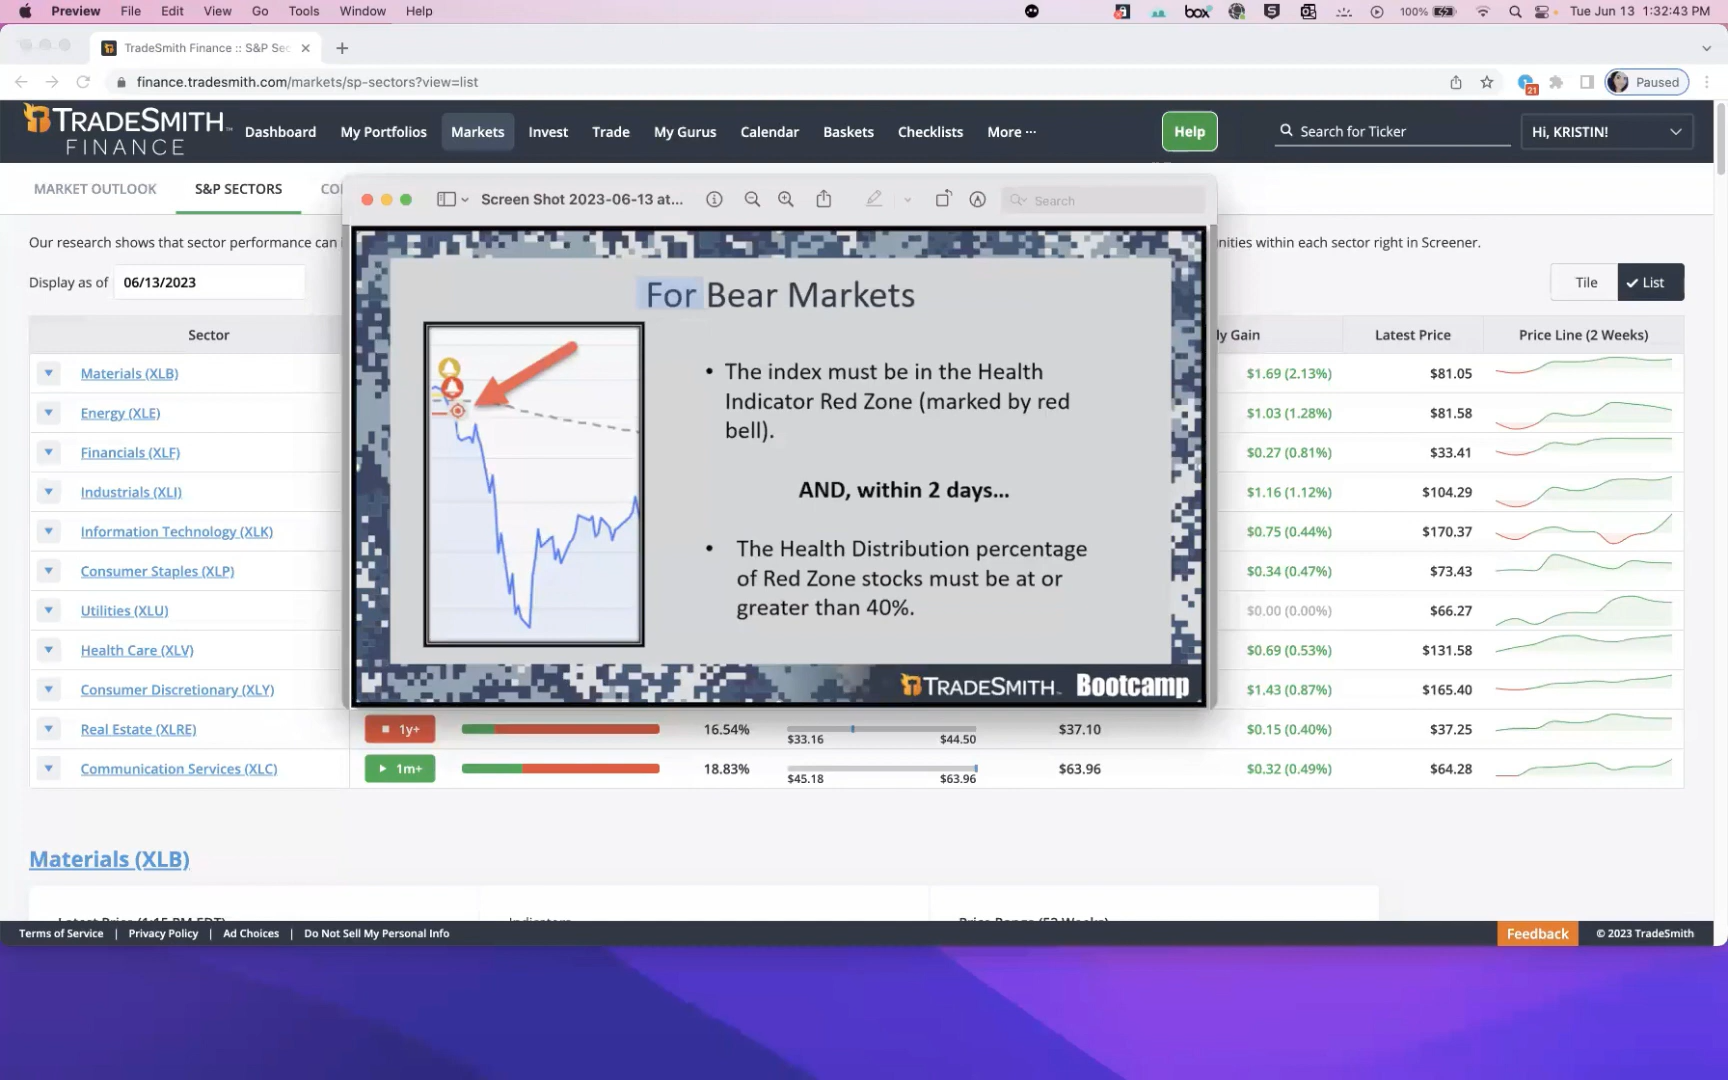 Preview File Edit View Go Tools Window Help
100% Tue Jun 13 1:32:43 PM
TradeSmith Finance :: S&P Sec
finance.tradesmith.com/markets/sp-sectors?view=list
21 Paused
TRADESMITH FINANCE
Dashboard My Portfolios Markets Invest Trade My Gurus Calendar Baskets Checklists More ··· Help Search for Ticker Hi, KRISTIN!
MARKET OUTLOOK S&P SECTORS
Screen Shot 2023-06-13 at... Search
Our research shows that sector performance can
nities within each sector right in Screener.
Display as of 06/13/2023
Tile List
Sector Gain Latest Price Price Line (2 Weeks)
Materials (XLB) $1.69 (2.13%) $81.05
Energy (XLE) $1.03 (1.28%) $81.58
Financials (XLF) $0.27 (0.81%) $33.41
Industrials (XLI) $1.16 (1.12%) $104.29
Information Technology (XLK) $0.75 (0.44%) $170.37
Consumer Staples (XLP) $0.34 (0.47%) $73.43
Utilities (XLU) $0.00 (0.00%) $66.27
Health Care (XLV) $0.69 (0.53%) $131.58
Consumer Discretionary (XLY) $1.43 (0.87%) $165.40
Real Estate (XLRE) 1y+ 16.54% $33.16 $44.50 $37.10 $0.15 (0.40%) $37.25
Communication Services (XLC) 1m+ 18.83% $45.18 $63.96 $63.96 $0.32 (0.49%) $64.28
For Bear Markets
• The index must be in the Health
Indicator Red Zone (marked by red
bell).
AND, within 2 days...
• The Health Distribution percentage
of Red Zone stocks must be at or
greater than 40%.
TRADESMITH Bootcamp
Materials (XLB)
Latest Price (1:15 PM EDT) Indicators Price Range (52 Weeks)
Terms of Service | Privacy Policy | Ad Choices | Do Not Sell My Personal Info
Feedback © 2023 TradeSmith